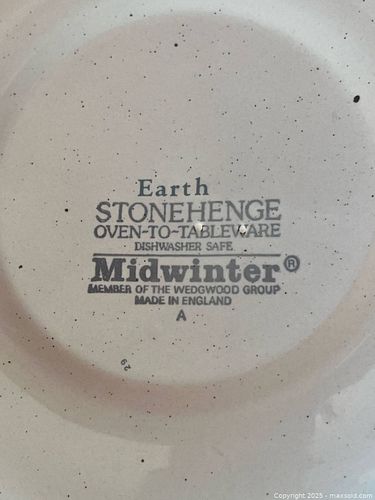 Earth
STONEHENGE
OVEN-TO-TABLEWARE
DISHWASHER SAFE
Midwinter®
MEMBER OF THE WEDGWOOD GROUP
MADE IN ENGLAND
A
29
Copyright 2025 - maxsold.com